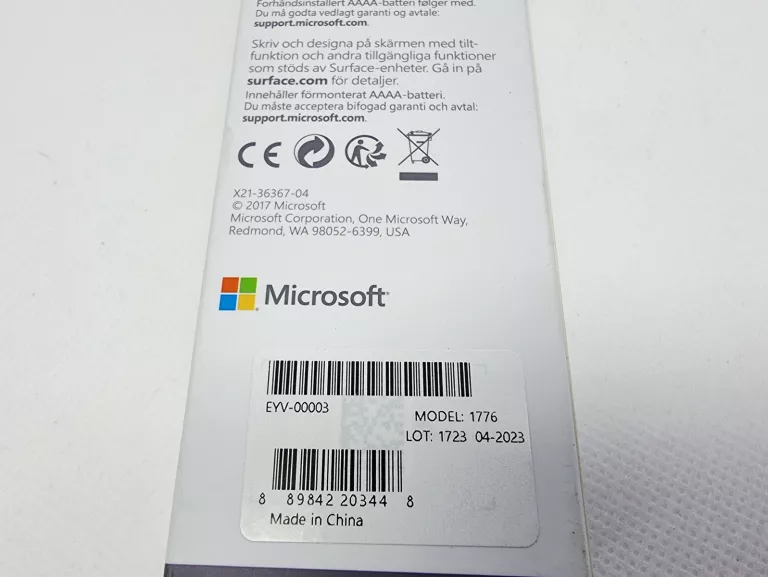 Forhåndsinstallert AAAA-batteri følger med.
Du må godta vedlagt garanti og avtale:
support.microsoft.com.
Skriv och designa på skärmen med tilt-
funktion och andra tillgängliga funktioner
som stöds av Surface-enheter. Gå in på
surface.com för detaljer.
Innehåller förmonterat AAAA-batteri.
Du måste acceptera bifogad garanti och avtal:
support.microsoft.com.
CE
X21-36367-04
© 2017 Microsoft
Microsoft Corporation, One Microsoft Way,
Redmond, WA 98052-6399, USA
Microsoft
EYV-00003
MODEL: 1776
LOT: 1723 04-2023
8 89842 20344 8
Made in China